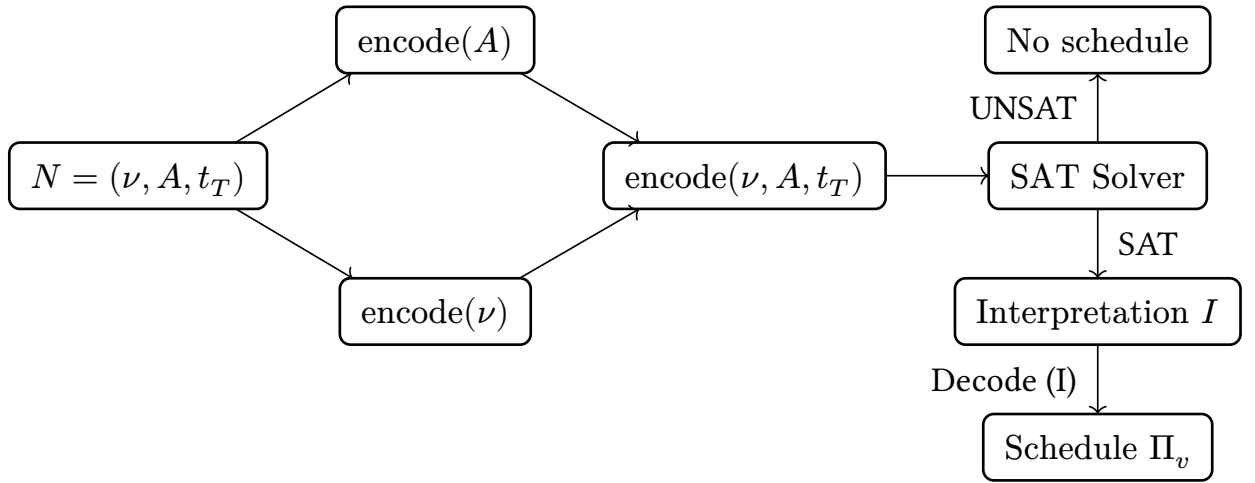 encode(A)
No schedule
UNSAT
N = (ν, A, t_T)
encode(ν, A, t_T)
SAT Solver
SAT
encode(ν)
Interpretation I
Decode (I)
Schedule Π_v